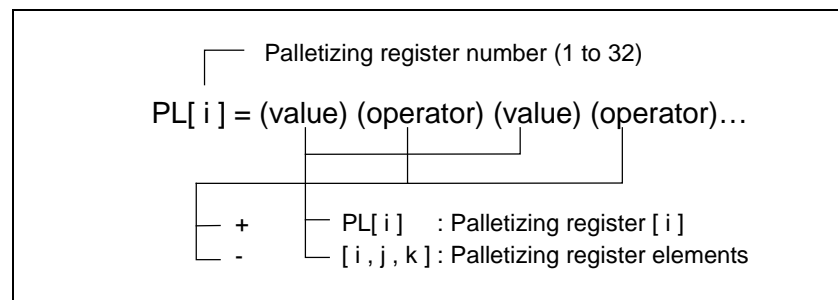 Palletizing register number (1 to 32)
PL[ i ] = (value) (operator) (value) (operator)…
+ PL[ i ] : Palletizing register [ i ]
- [ i , j , k ] : Palletizing register elements